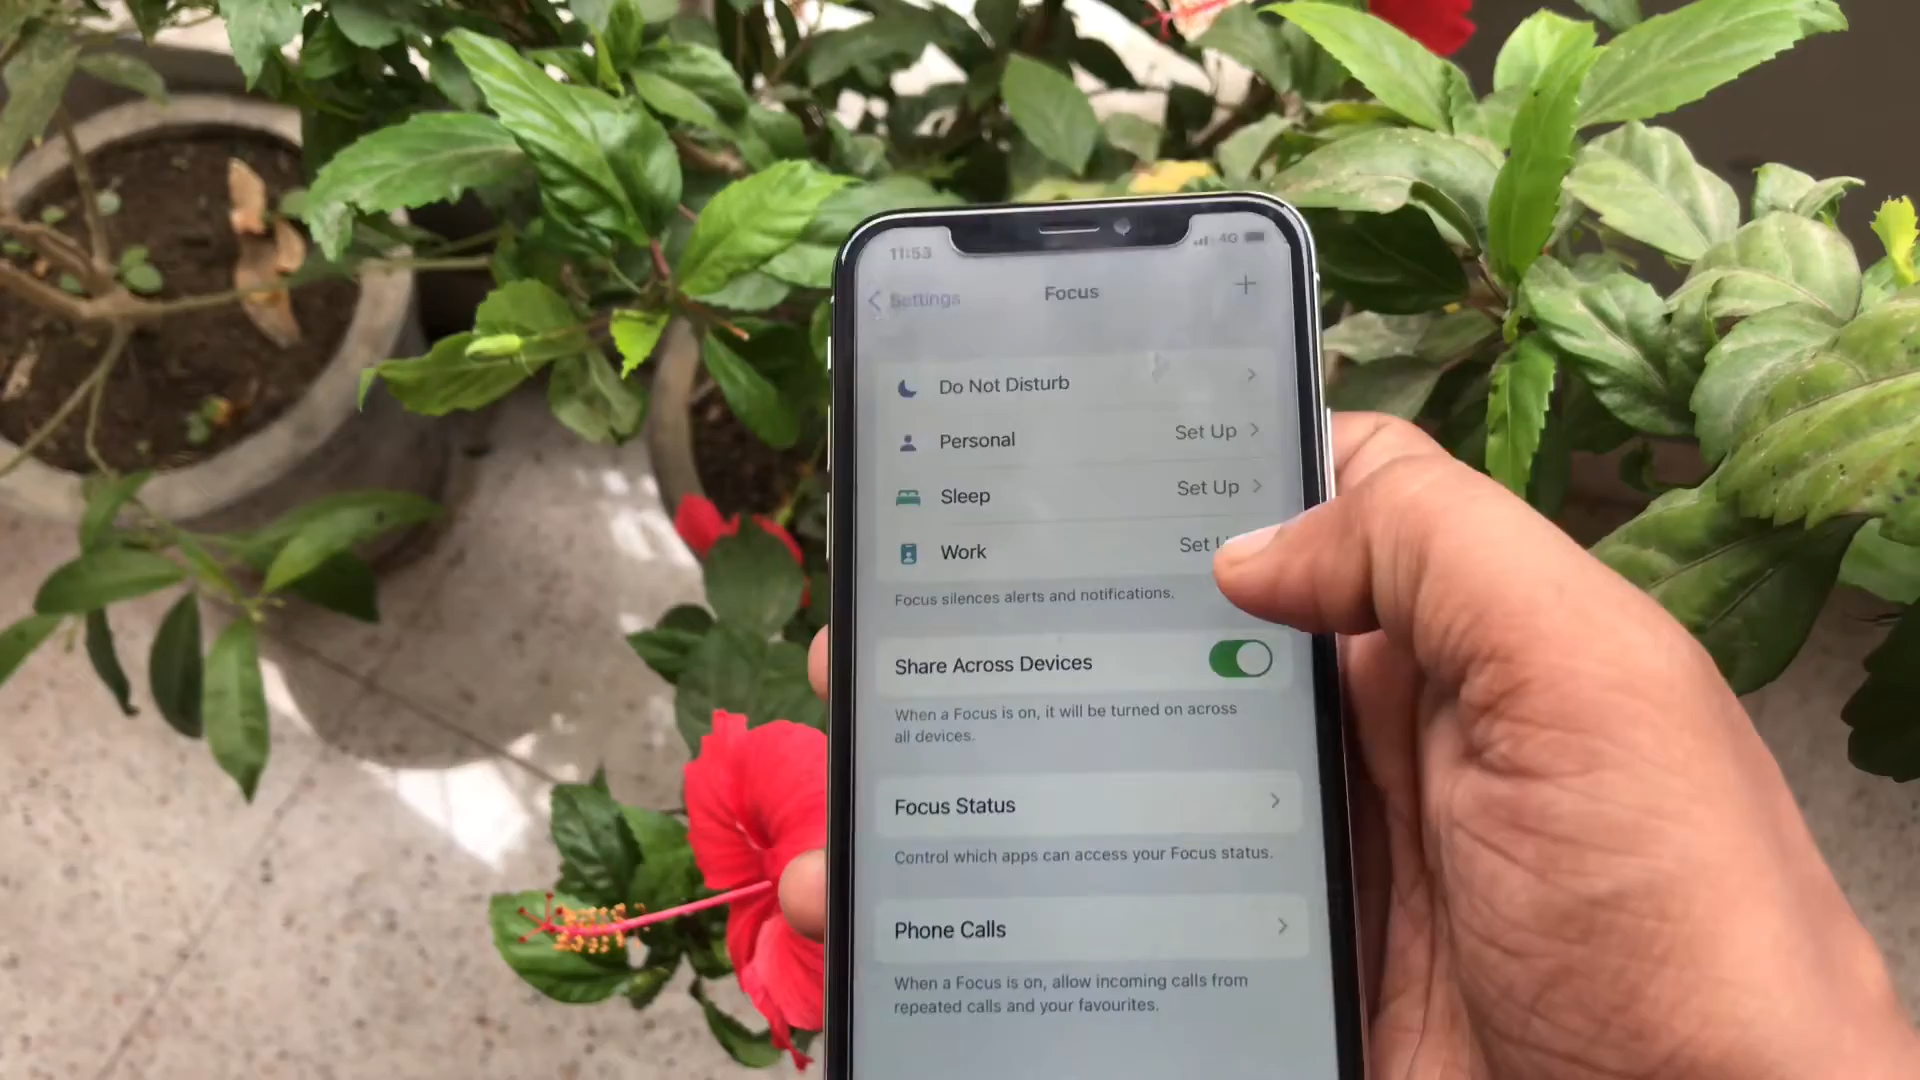 11:53 4G
Settings Focus
Do Not Disturb
Personal Set Up
Sleep Set Up
Work Set
Focus silences alerts and notifications.
Share Across Devices
When a Focus is on, it will be turned on across
all devices.
Focus Status
Control which apps can access your Focus status.
Phone Calls
When a Focus is on, allow incoming calls from
repeated calls and your favourites.